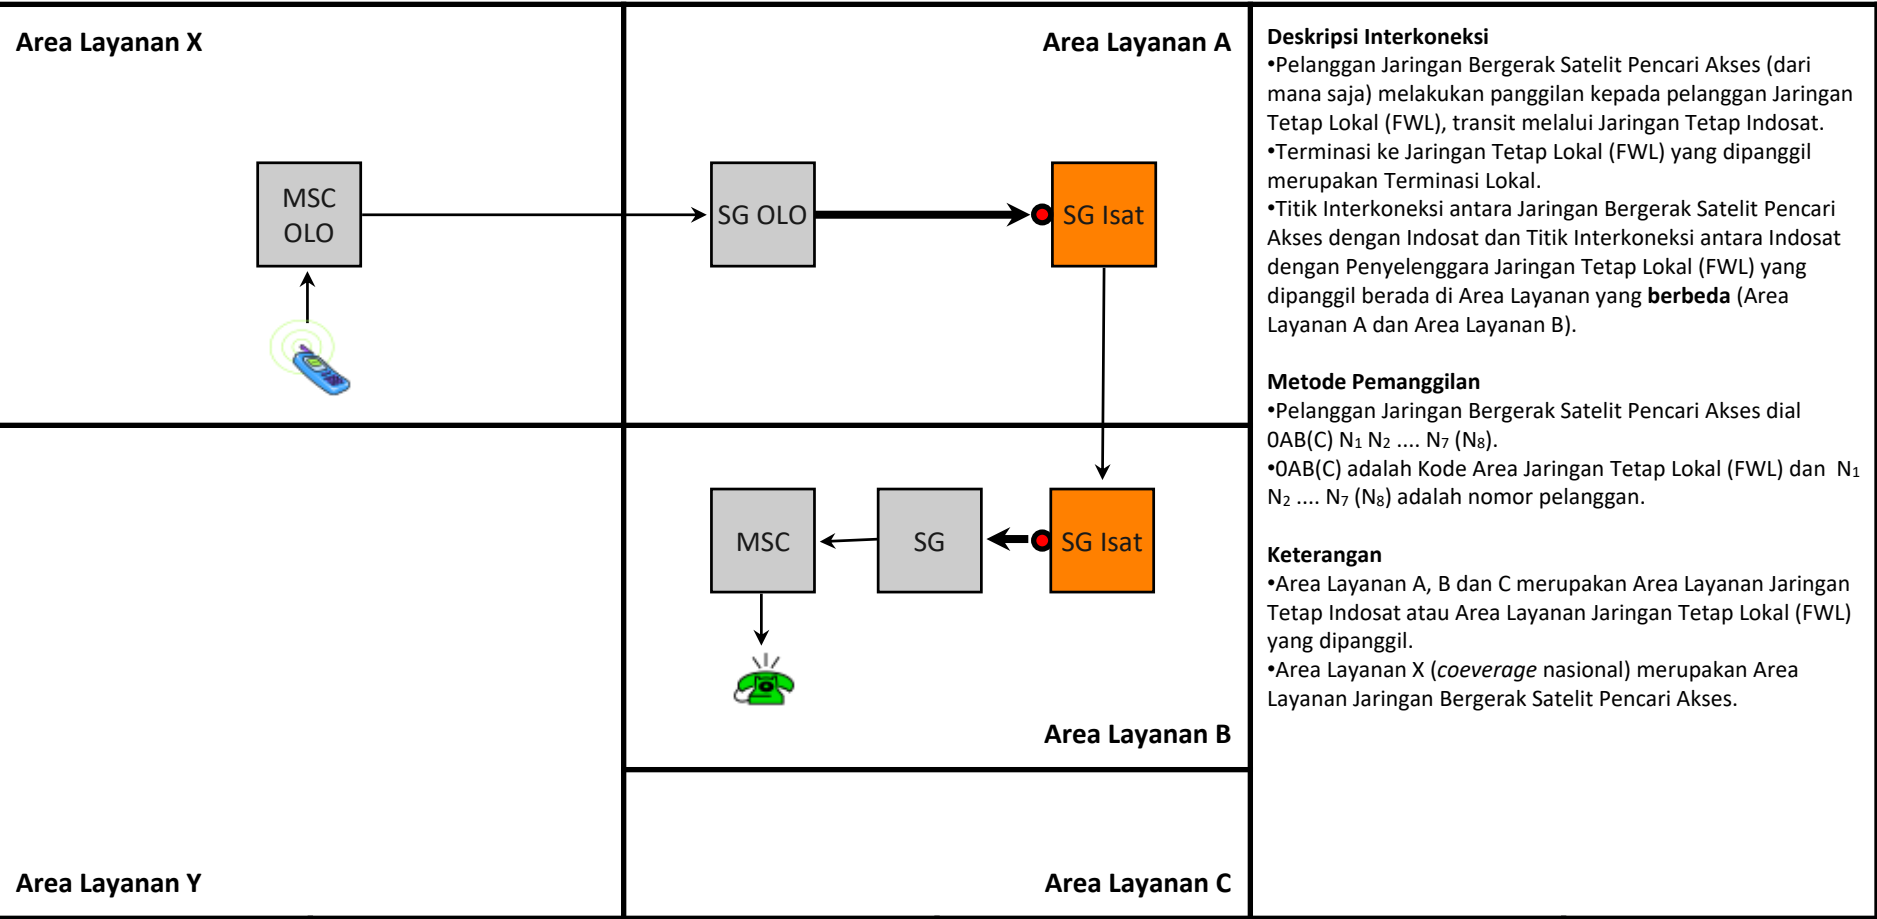 Area Layanan X
Area Layanan A
MSC
OLO
SG OLO
SG Isat
MSC
SG
SG Isat
Area Layanan B
Area Layanan Y
Area Layanan C
Deskripsi Interkoneksi
•Pelanggan Jaringan Bergerak Satelit Pencari Akses (dari
mana saja) melakukan panggilan kepada pelanggan Jaringan
Tetap Lokal (FWL), transit melalui Jaringan Tetap Indosat.
•Terminasi ke Jaringan Tetap Lokal (FWL) yang dipanggil
merupakan Terminasi Lokal.
•Titik Interkoneksi antara Jaringan Bergerak Satelit Pencari
Akses dengan Indosat dan Titik Interkoneksi antara Indosat
dengan Penyelenggara Jaringan Tetap Lokal (FWL) yang
dipanggil berada di Area Layanan yang berbeda (Area
Layanan A dan Area Layanan B).
Metode Pemanggilan
•Pelanggan Jaringan Bergerak Satelit Pencari Akses dial
0AB(C) N₁ N₂ .... N₇ (N₈).
•0AB(C) adalah Kode Area Jaringan Tetap Lokal (FWL) dan N₁
N₂ .... N₇ (N₈) adalah nomor pelanggan.
Keterangan
•Area Layanan A, B dan C merupakan Area Layanan Jaringan
Tetap Indosat atau Area Layanan Jaringan Tetap Lokal (FWL)
yang dipanggil.
•Area Layanan X (coeverage nasional) merupakan Area
Layanan Jaringan Bergerak Satelit Pencari Akses.